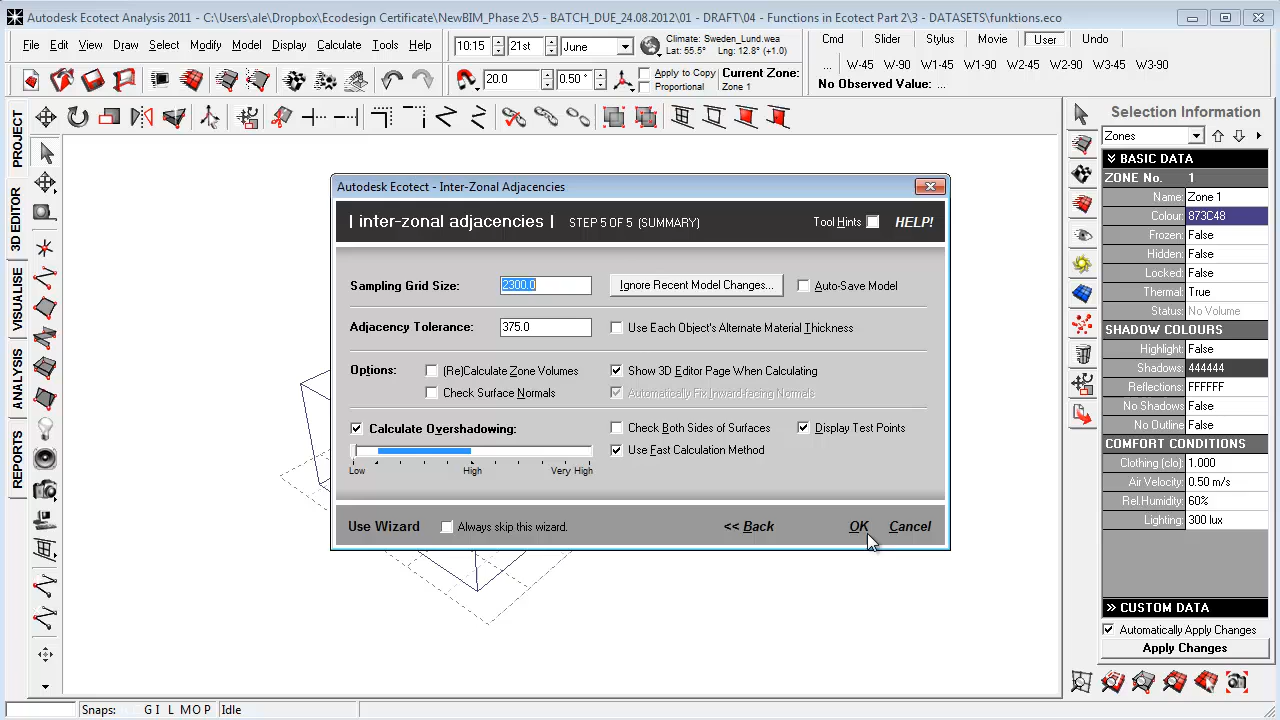 Autodesk Ecotect Analysis 2011 - C:\Users\ale\Dropbox\Ecodesign Certificate\NewBIM_Phase 2\5 - BATCH_DUE_24.08.2012\01 - DRAFT\04 - Functions in Ecotect Part 2\3 - DATASETS\funktions.eco
File Edit View Draw Select Modify Model Display Calculate Tools Help
10:15 21st June
Climate: Sweden_Lund.wea
Lat: 55.5° Lng: 12.8° (+1.0)
Cmd Slider Stylus Movie User Undo
... W-45 W-90 W1-45 W1-90 W2-45 W2-90 W3-45 W3-90
20.0 0.50 °
Apply to Copy
Proportional
Current Zone:
Zone 1
No Observed Value: ...
PROJECT
3D EDITOR
VISUALISE
ANALYSIS
REPORTS
Autodesk Ecotect - Inter-Zonal Adjacencies
| inter-zonal adjacencies | STEP 5 OF 5 (SUMMARY) Tool Hints HELP!
Sampling Grid Size: 2300.0 Ignore Recent Model Changes... Auto-Save Model
Adjacency Tolerance: 375.0 Use Each Object's Alternate Material Thickness
Options: (Re)Calculate Zone Volumes Show 3D Editor Page When Calculating
Check Surface Normals Automatically Fix Inward-facing Normals
Calculate Overshadowing: Check Both Sides of Surfaces Display Test Points
Use Fast Calculation Method
Low High Very High
Use Wizard Always skip this wizard. << Back OK Cancel
Selection Information
Zones
BASIC DATA
ZONE No. 1
Name: Zone 1
Colour: 873C48
Frozen: False
Hidden: False
Locked: False
Thermal: True
Status: No Volume
SHADOW COLOURS
Highlight: False
Shadows: 444444
Reflections: FFFFFF
No Shadows False
No Outline False
COMFORT CONDITIONS
Clothing (clo): 1.000
Air Velocity: 0.50 m/s
Rel.Humidity: 60%
Lighting: 300 lux
CUSTOM DATA
Automatically Apply Changes
Apply Changes
Snaps: G I L M O P Idle